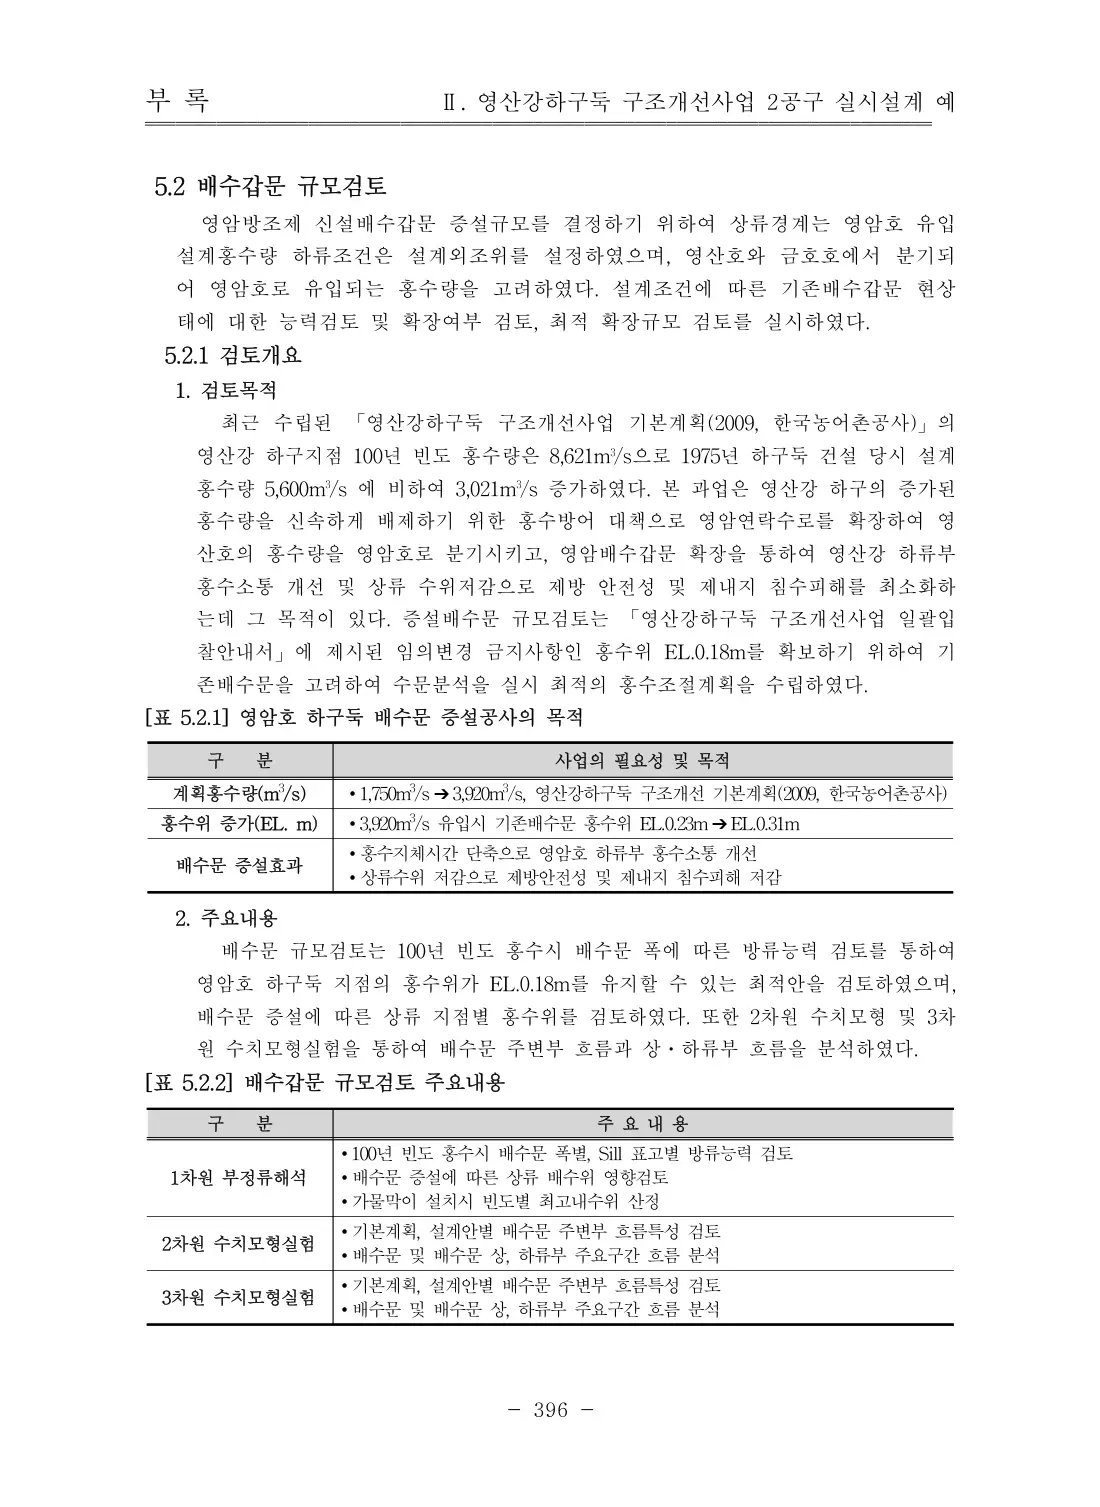 부 록
Ⅱ. 영산강하구둑 구조개선사업 2공구 실시설계 예
5.2 배수갑문 규모검토
영암방조제 신설배수갑문 증설규모를 결정하기 위하여 상류경계는 영암호 유입
설계홍수량 하류조건은 설계외조위를 설정하였으며, 영산호와 금호호에서 분기되
어 영암호로 유입되는 홍수량을 고려하였다. 설계조건에 따른 기존배수갑문 현상
태에 대한 능력검토 및 확장여부 검토, 최적 확장규모 검토를 실시하였다.
5.2.1 검토개요
1. 검토목적
최근 수립된 「영산강하구둑 구조개선사업 기본계획(2009, 한국농어촌공사)」의
영산강 하구지점 100년 빈도 홍수량은 8,621m³/s으로 1975년 하구둑 건설 당시 설계
홍수량 5,600m³/s 에 비하여 3,021m³/s 증가하였다. 본 과업은 영산강 하구의 증가된
홍수량을 신속하게 배제하기 위한 홍수방어 대책으로 영암연락수로를 확장하여 영
산호의 홍수량을 영암호로 분기시키고, 영암배수갑문 확장을 통하여 영산강 하류부
홍수소통 개선 및 상류 수위저감으로 제방 안전성 및 제내지 침수피해를 최소화하
는데 그 목적이 있다. 증설배수문 규모검토는 「영산강하구둑 구조개선사업 일괄입
찰안내서」에 제시된 임의변경 금지사항인 홍수위 EL.0.18m를 확보하기 위하여 기
존배수문을 고려하여 수문분석을 실시 최적의 홍수조절계획을 수립하였다.
[표 5.2.1] 영암호 하구둑 배수문 증설공사의 목적
구 분 사업의 필요성 및 목적
계획홍수량(m³/s) •1,750m³/s ➔ 3,920m³/s, 영산강하구둑 구조개선 기본계획(2009, 한국농어촌공사)
홍수위 증가(EL. m) •3,920m³/s 유입시 기존배수문 홍수위 EL.0.23m ➔ EL.0.31m
배수문 증설효과 •홍수지체시간 단축으로 영암호 하류부 홍수소통 개선
•상류수위 저감으로 제방안전성 및 제내지 침수피해 저감
2. 주요내용
배수문 규모검토는 100년 빈도 홍수시 배수문 폭에 따른 방류능력 검토를 통하여
영암호 하구둑 지점의 홍수위가 EL.0.18m를 유지할 수 있는 최적안을 검토하였으며,
배수문 증설에 따른 상류 지점별 홍수위를 검토하였다. 또한 2차원 수치모형 및 3차
원 수치모형실험을 통하여 배수문 주변부 흐름과 상·하류부 흐름을 분석하였다.
[표 5.2.2] 배수갑문 규모검토 주요내용
구 분 주 요 내 용
1차원 부정류해석 •100년 빈도 홍수시 배수문 폭별, Sill 표고별 방류능력 검토
•배수문 증설에 따른 상류 배수위 영향검토
•가물막이 설치시 빈도별 최고내수위 산정
2차원 수치모형실험 •기본계획, 설계안별 배수문 주변부 흐름특성 검토
•배수문 및 배수문 상, 하류부 주요구간 흐름 분석
3차원 수치모형실험 •기본계획, 설계안별 배수문 주변부 흐름특성 검토
•배수문 및 배수문 상, 하류부 주요구간 흐름 분석
- 396 -